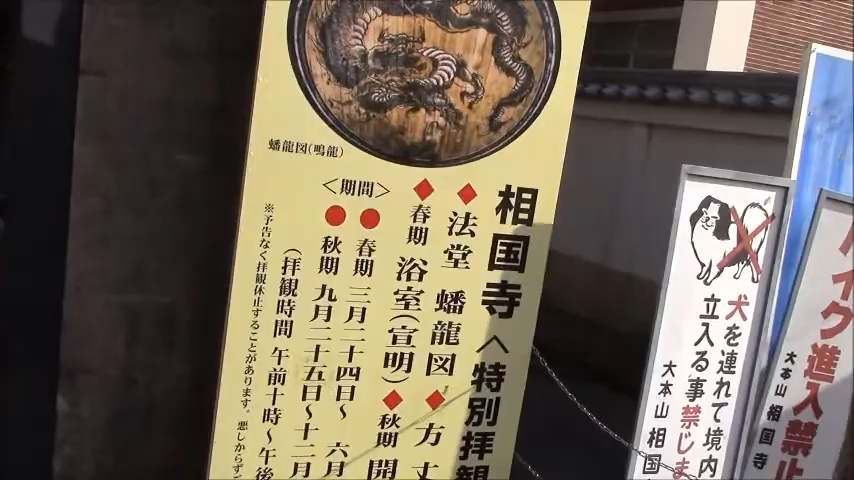 蟠龍図(鳴龍)
相国寺〈特別拝観
◆法堂 蟠龍図◆方丈
◆春期 浴室(宣明)◆秋期 開
〈期間〉
●春期 三月二十四日〜 六月
●秋期 九月二十五日〜十二月
(拝観時間 午前十時〜午後
※予告なく拝観休止することが有ります。悪しからず
犬を連れて境内
立入る事禁じま
大本山相国
バイク進入禁止
大本山 相国寺